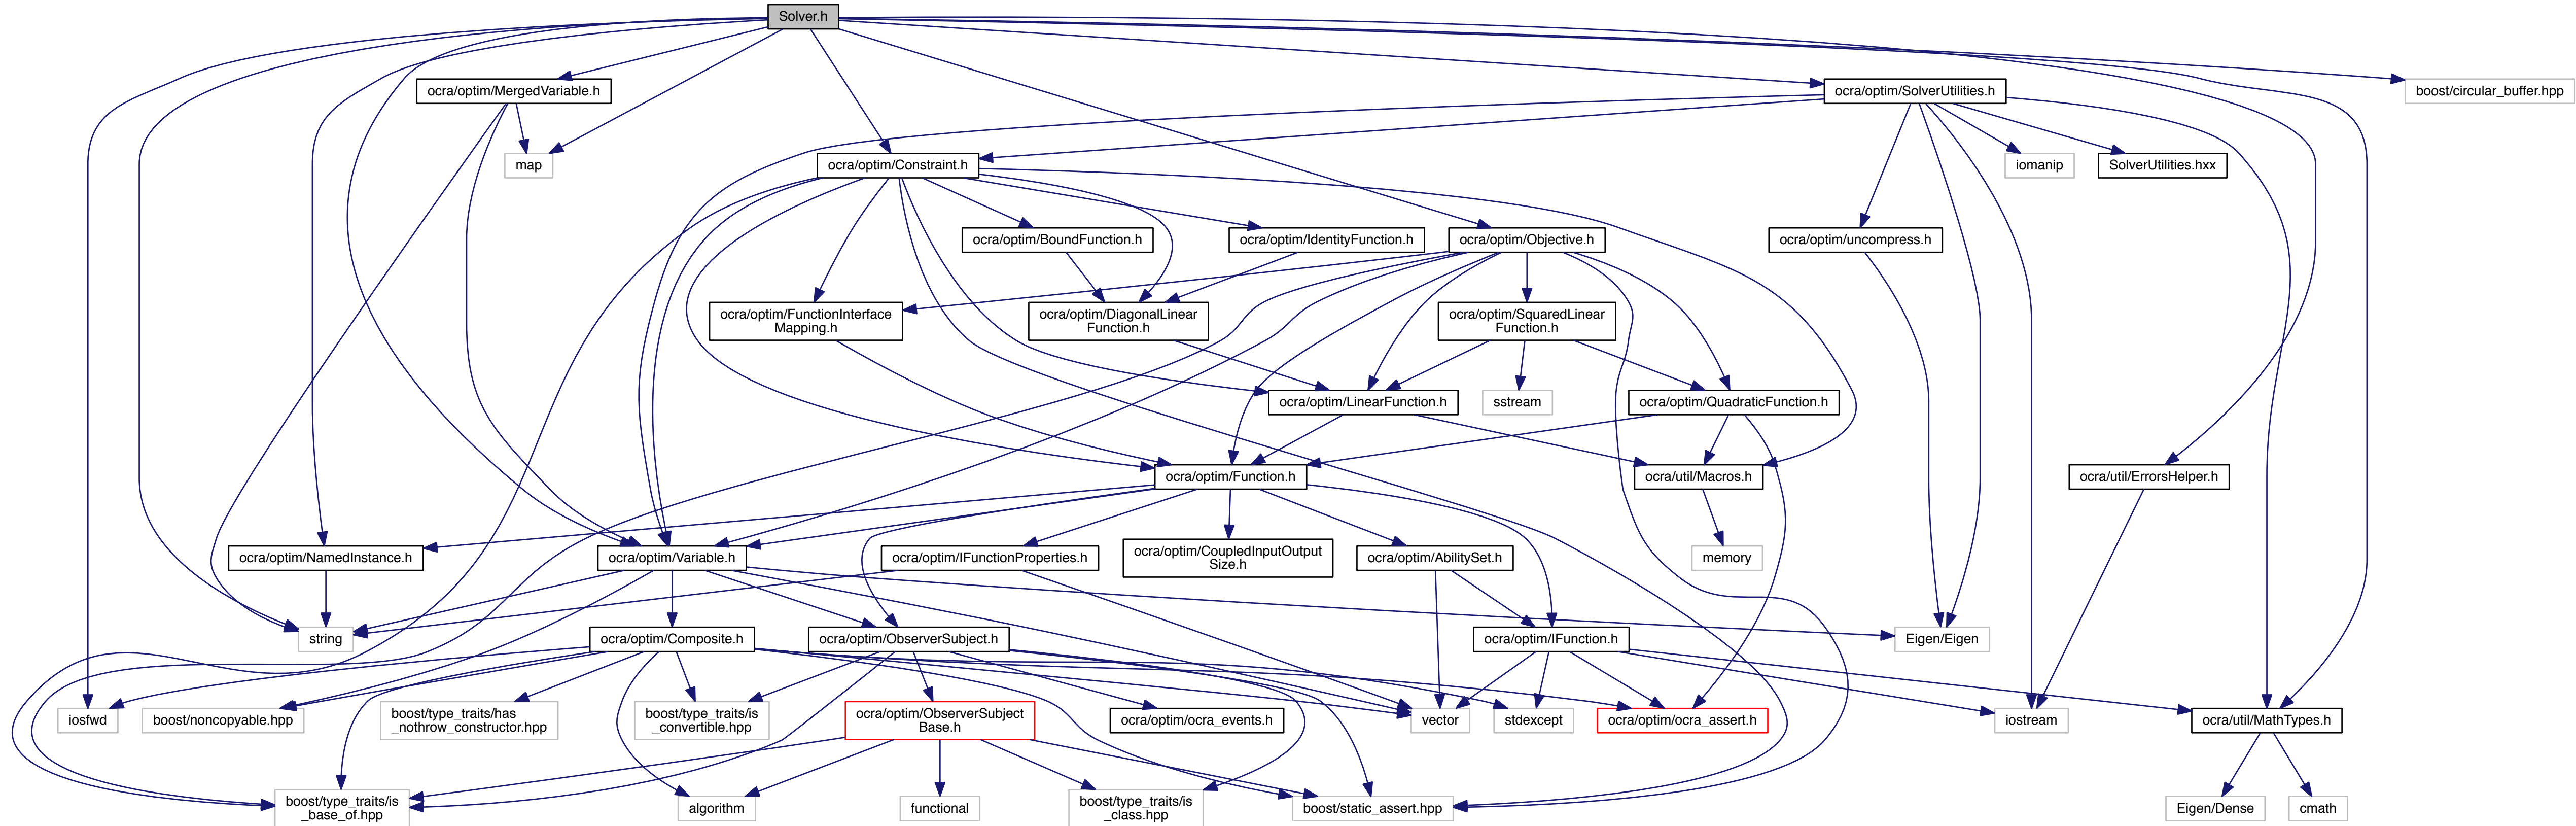 Solver.h
ocra/optim/MergedVariable.h
ocra/optim/SolverUtilities.h
boost/circular_buffer.hpp
map
ocra/optim/Constraint.h
iomanip
SolverUtilities.hxx
ocra/optim/BoundFunction.h
ocra/optim/IdentityFunction.h
ocra/optim/Objective.h
ocra/optim/uncompress.h
ocra/optim/FunctionInterface
Mapping.h
ocra/optim/DiagonalLinear
Function.h
ocra/optim/SquaredLinear
Function.h
ocra/optim/LinearFunction.h
sstream
ocra/optim/QuadraticFunction.h
ocra/optim/Function.h
ocra/util/Macros.h
ocra/util/ErrorsHelper.h
ocra/optim/NamedInstance.h
ocra/optim/Variable.h
ocra/optim/IFunctionProperties.h
ocra/optim/CoupledInputOutput
Size.h
ocra/optim/AbilitySet.h
memory
string
ocra/optim/Composite.h
ocra/optim/ObserverSubject.h
ocra/optim/IFunction.h
Eigen/Eigen
iosfwd
boost/noncopyable.hpp
boost/type_traits/has
_nothrow_constructor.hpp
boost/type_traits/is
_convertible.hpp
ocra/optim/ObserverSubject
Base.h
ocra/optim/ocra_events.h
vector
stdexcept
ocra/optim/ocra_assert.h
iostream
ocra/util/MathTypes.h
boost/type_traits/is
_base_of.hpp
algorithm
functional
boost/type_traits/is
_class.hpp
boost/static_assert.hpp
Eigen/Dense
cmath